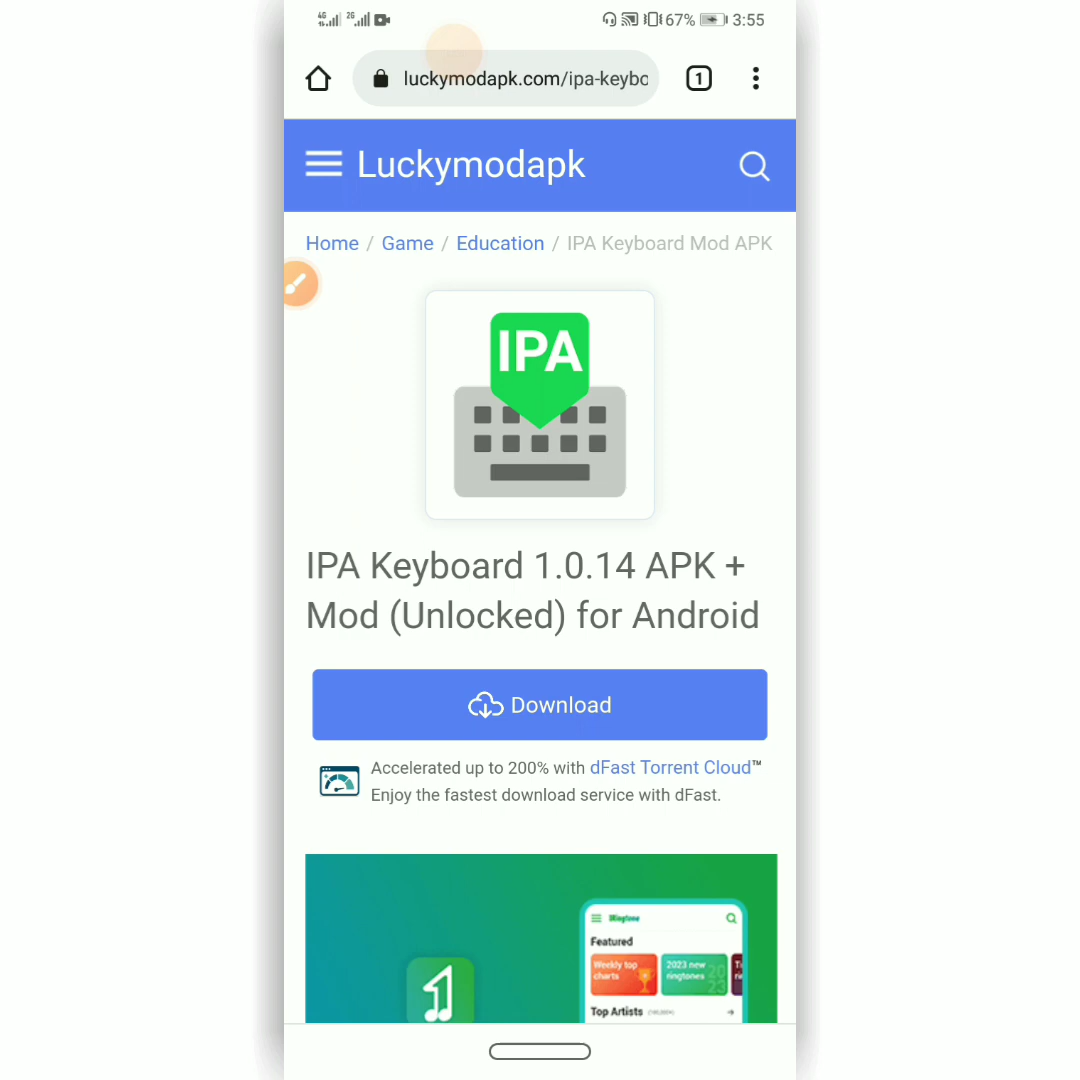 4G 2G 67% 3:55
luckymodapk.com/ipa-keybo 1
Luckymodapk
Home / Game / Education / IPA Keyboard Mod APK
IPA
IPA Keyboard 1.0.14 APK +
Mod (Unlocked) for Android
Download
Accelerated up to 200% with dFast Torrent Cloud™
Enjoy the fastest download service with dFast.
Featured
Weekly top
charts
2023 new
ringtones
Top Artists